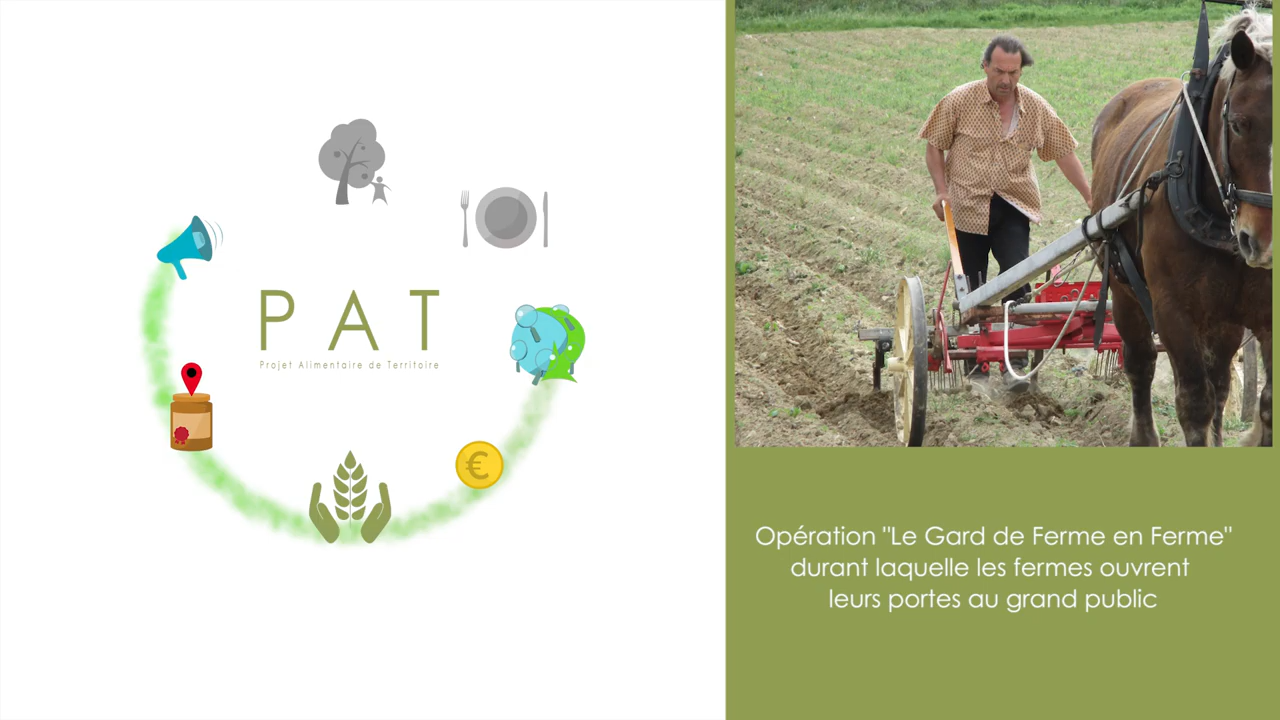 P A T
Projet Alimentaire de Territoire
€
Opération "Le Gard de Ferme en Ferme"
durant laquelle les fermes ouvrent
leurs portes au grand public